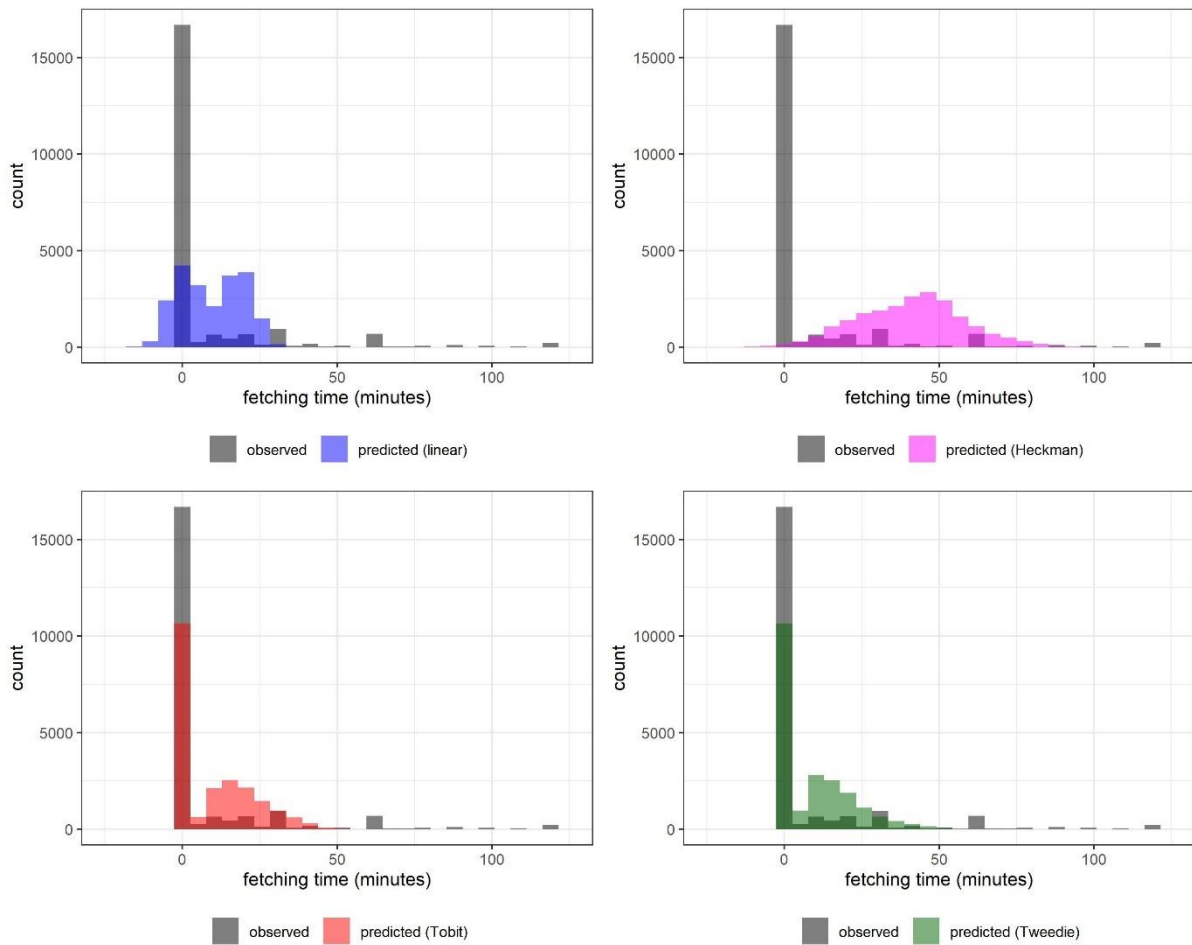 15000
10000
5000
0
count
0 50 100
fetching time (minutes)
observed predicted (linear)
15000
10000
5000
0
count
0 50 100
fetching time (minutes)
observed predicted (Heckman)
15000
10000
5000
0
count
0 50 100
fetching time (minutes)
observed predicted (Tobit)
15000
10000
5000
0
count
0 50 100
fetching time (minutes)
observed predicted (Tweedie)